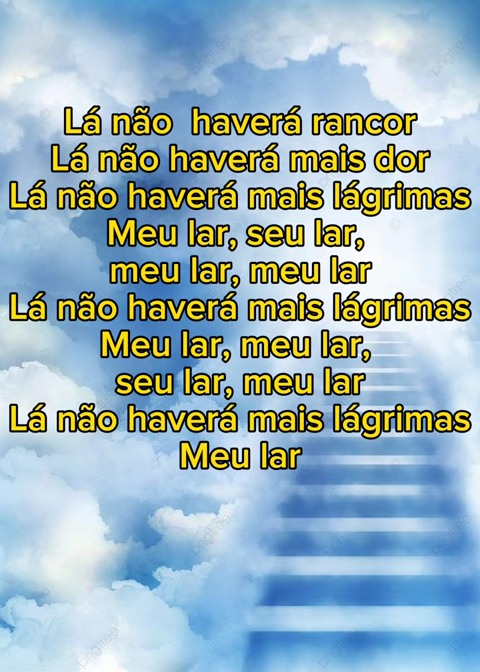 Lá não  haverá rancor
Lá não haverá mais dor
Lá não haverá mais lágrimas
Meu lar, seu lar,
meu lar, meu lar
Lá não haverá mais lágrimas
Meu lar, meu lar,
seu lar, meu lar
Lá não haverá mais lágrimas
Meu lar